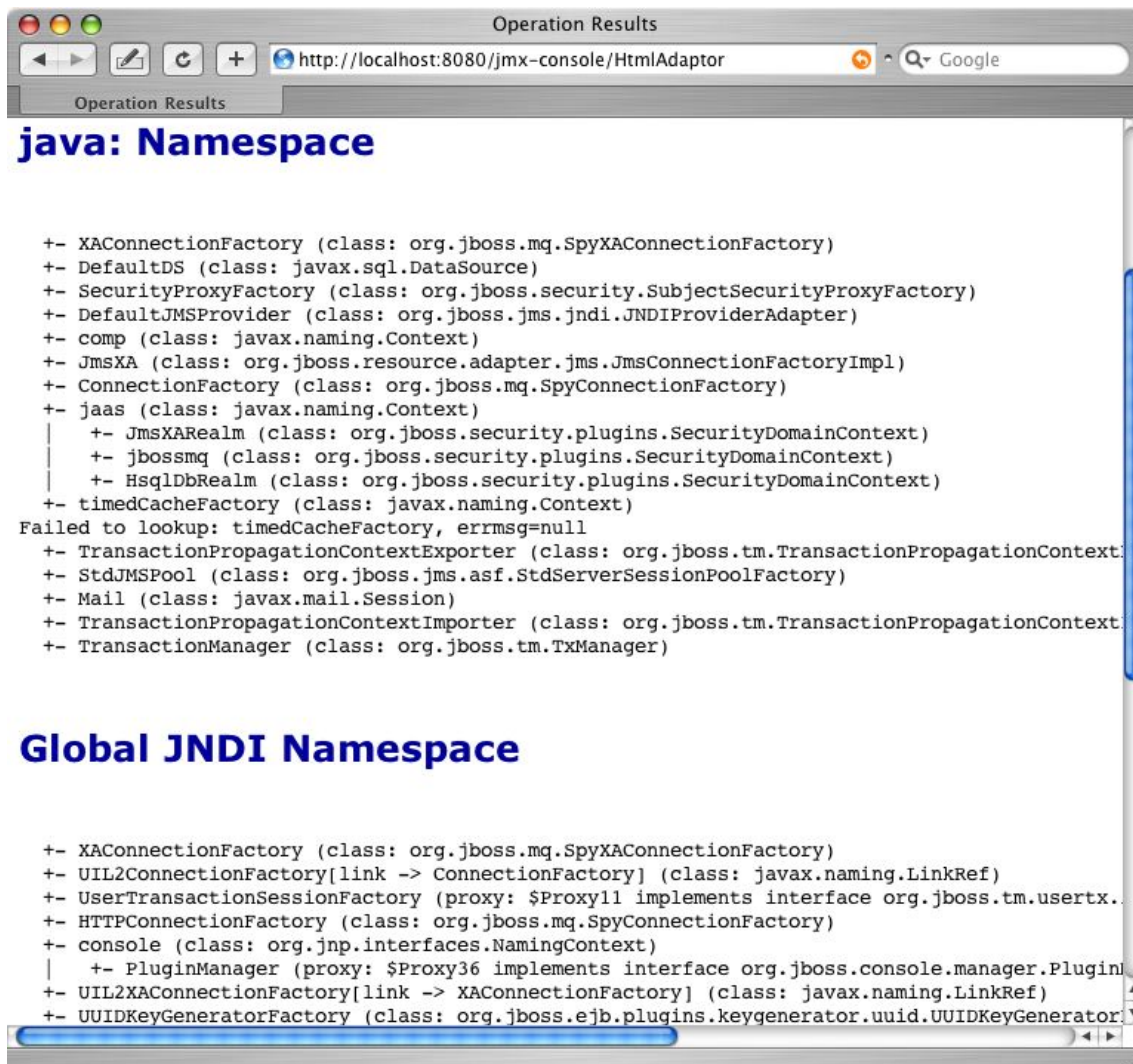 Operation Results
http://localhost:8080/jmx-console/HtmlAdaptor
Google
Operation Results
java: Namespace
+- XAConnectionFactory (class: org.jboss.mq.SpyXAConnectionFactory)
+- DefaultDS (class: javax.sql.DataSource)
+- SecurityProxyFactory (class: org.jboss.security.SubjectSecurityProxyFactory)
+- DefaultJMSProvider (class: org.jboss.jms.jndi.JNDIProviderAdapter)
+- comp (class: javax.naming.Context)
+- JmsXA (class: org.jboss.resource.adapter.jms.JmsConnectionFactoryImpl)
+- ConnectionFactory (class: org.jboss.mq.SpyConnectionFactory)
+- jaas (class: javax.naming.Context)
|   +- JmsXARealm (class: org.jboss.security.plugins.SecurityDomainContext)
|   +- jbossmq (class: org.jboss.security.plugins.SecurityDomainContext)
|   +- HsqlDbRealm (class: org.jboss.security.plugins.SecurityDomainContext)
+- timedCacheFactory (class: javax.naming.Context)
Failed to lookup: timedCacheFactory, errmsg=null
+- TransactionPropagationContextExporter (class: org.jboss.tm.TransactionPropagationContext
+- StdJMSPool (class: org.jboss.jms.asf.StdServerSessionPoolFactory)
+- Mail (class: javax.mail.Session)
+- TransactionPropagationContextImporter (class: org.jboss.tm.TransactionPropagationContext
+- TransactionManager (class: org.jboss.tm.TxManager)
Global JNDI Namespace
+- XAConnectionFactory (class: org.jboss.mq.SpyXAConnectionFactory)
+- UIL2ConnectionFactory[link -> ConnectionFactory] (class: javax.naming.LinkRef)
+- UserTransactionSessionFactory (proxy: $Proxy11 implements interface org.jboss.tm.usertx.
+- HTTPConnectionFactory (class: org.jboss.mq.SpyConnectionFactory)
+- console (class: org.jnp.interfaces.NamingContext)
|   +- PluginManager (proxy: $Proxy36 implements interface org.jboss.console.manager.Plugin
+- UIL2XAConnectionFactory[link -> XAConnectionFactory] (class: javax.naming.LinkRef)
+- UUIDKeyGeneratorFactory (class: org.jboss.ejb.plugins.keygenerator.uuid.UUIDKeyGenerator